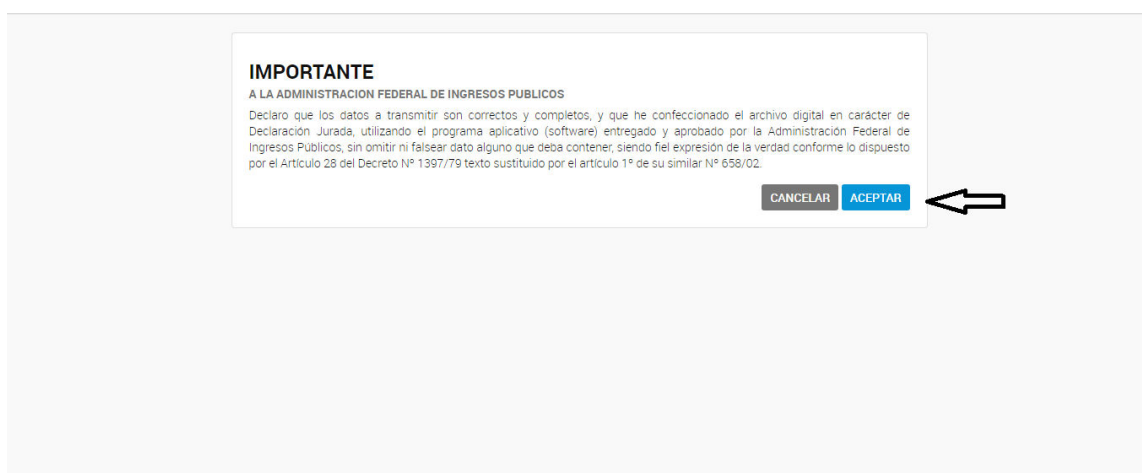 IMPORTANTE
A LA ADMINISTRACION FEDERAL DE INGRESOS PUBLICOS
Declaro que los datos a transmitir son correctos y completos, y que he confeccionado el archivo digital en carácter de
Declaración Jurada, utilizando el programa aplicativo (software) entregado y aprobado por la Administración Federal de
Ingresos Públicos, sin omitir ni falsear dato alguno que deba contener, siendo fiel expresión de la verdad conforme lo dispuesto
por el Artículo 28 del Decreto Nº 1397/79 texto sustituido por el artículo 1º de su similar Nº 658/02.
CANCELAR ACEPTAR